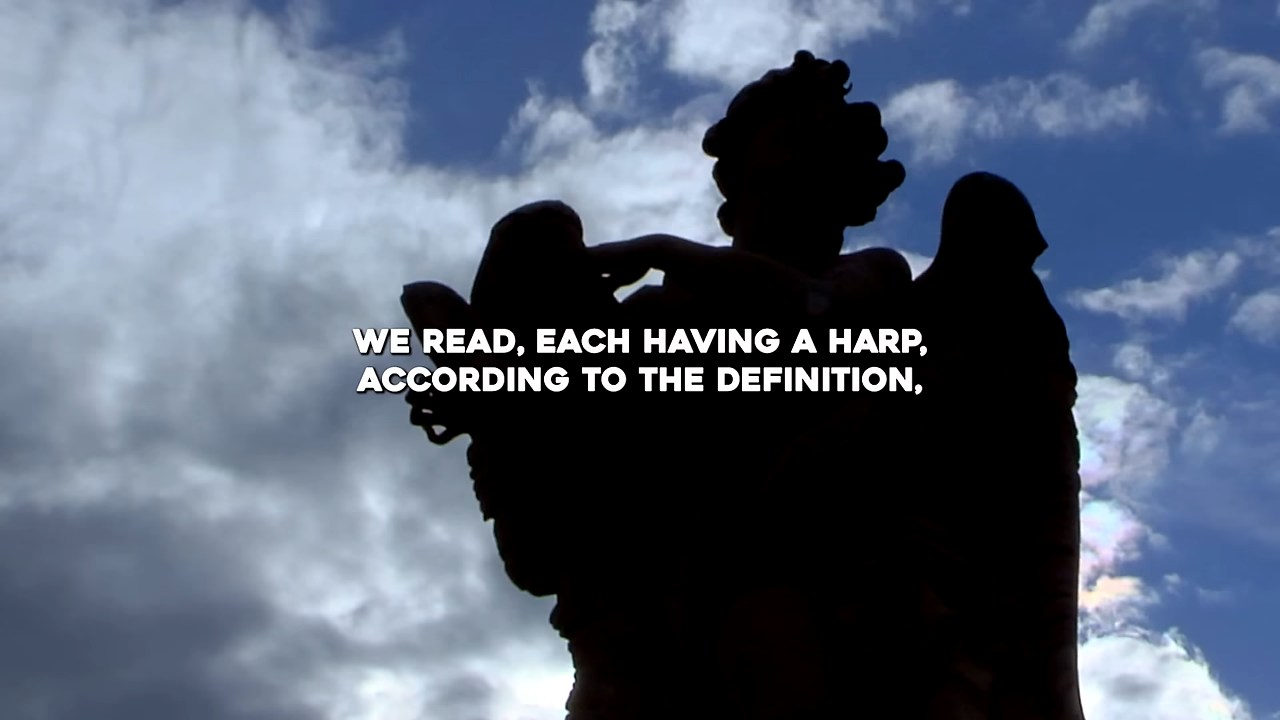 WE READ, EACH HAVING A HARP,
ACCORDING TO THE DEFINITION,